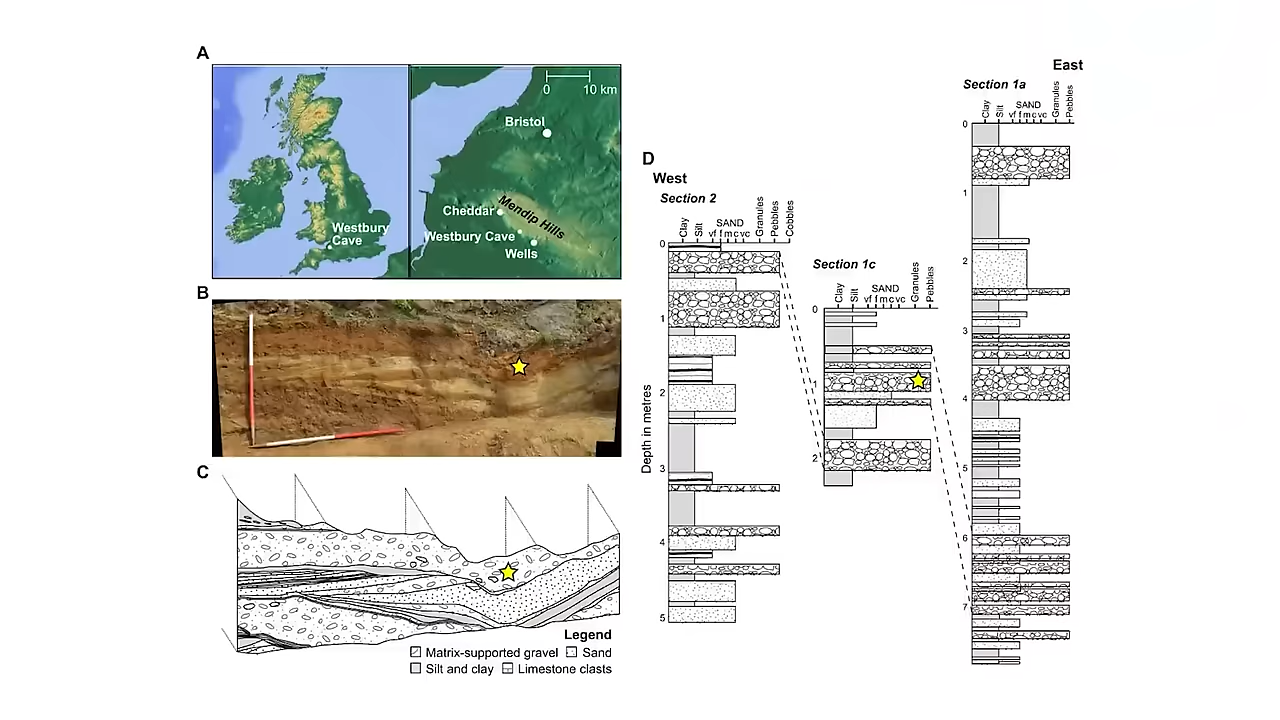 A
0 10 km
Bristol
Cheddar
Mendip Hills
Westbury Cave
Wells
Westbury
Cave
B
C
Legend
Matrix-supported gravel Sand
Silt and clay Limestone clasts
D
West
Section 2
Clay
Silt
SAND
vf f m c vc
Granules
Pebbles
Cobbles
Depth in metres
0
1
2
3
4
5
Section 1c
Clay
Silt
SAND
vf f m c vc
Granules
Pebbles
0
1
2
East
Section 1a
Clay
Silt
SAND
vf f m c vc
Granules
Pebbles
0
1
2
3
4
5
6
7